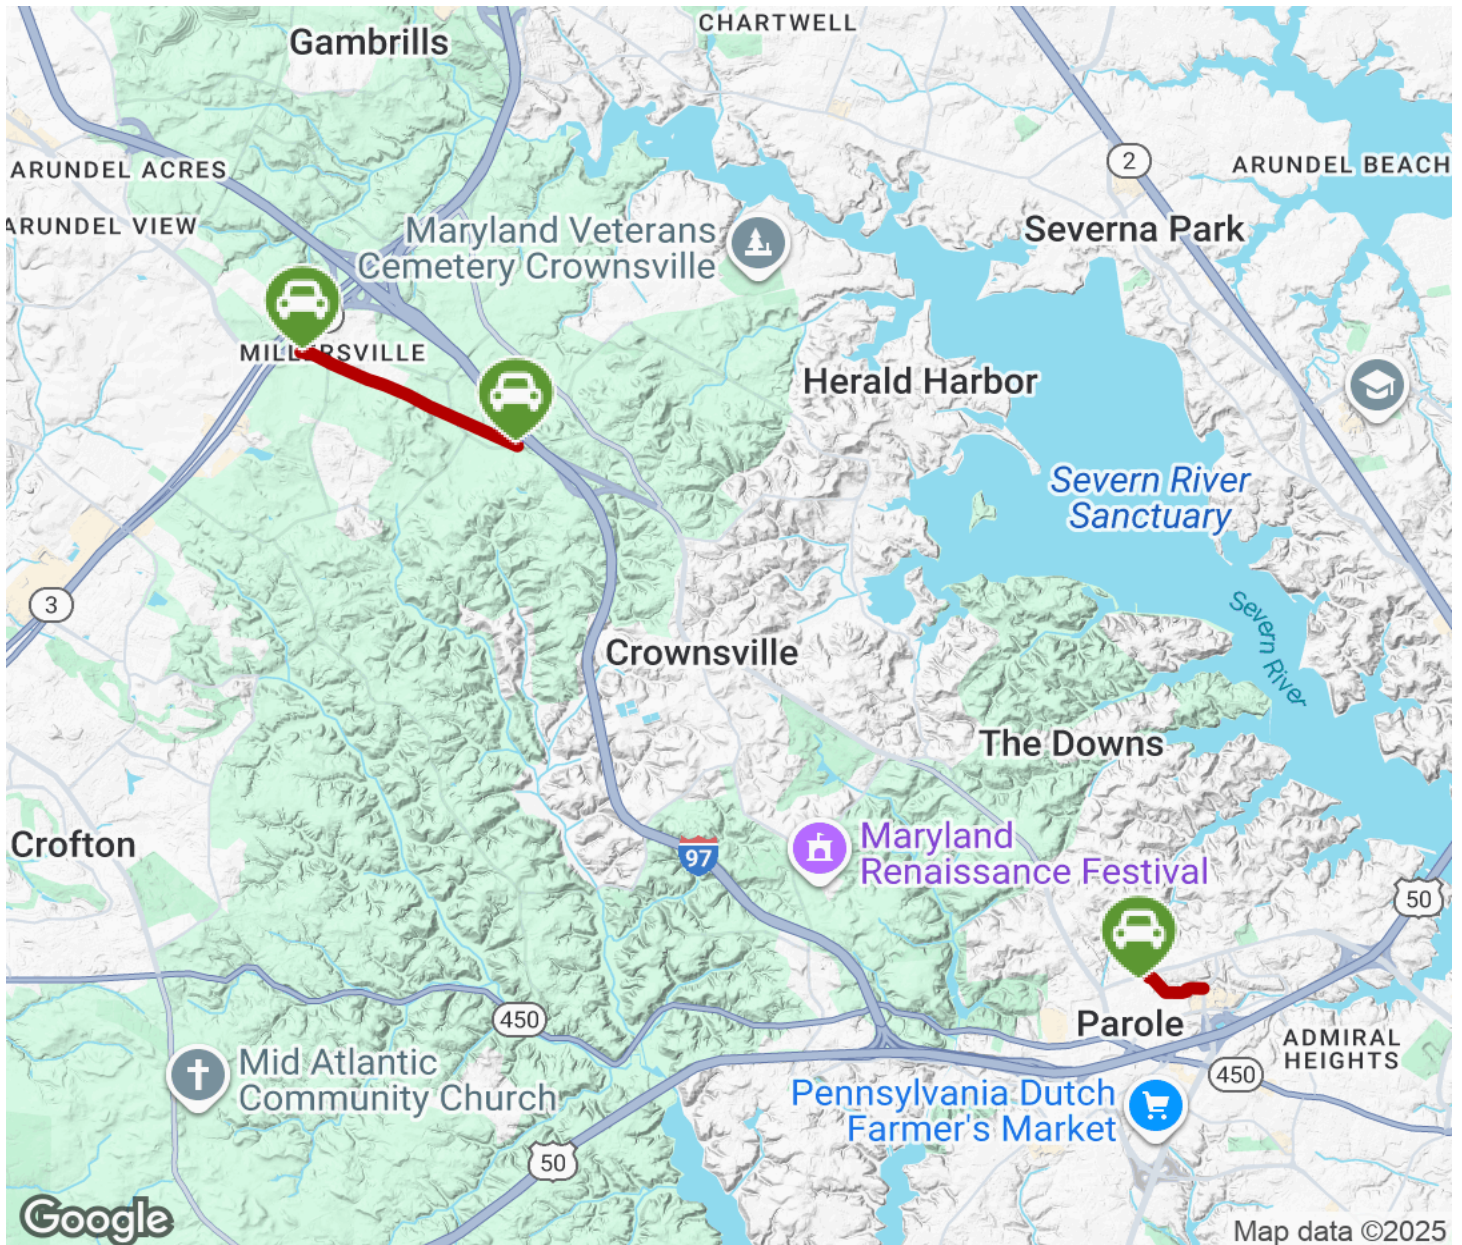 CHARTWELL
Gambrills
2
ARUNDEL BEACH
ARUNDEL ACRES
ARUNDEL VIEW
Maryland Veterans
Cemetery Crownsville
Severna Park
MILLERSVILLE
Herald Harbor
Severn River
Sanctuary
3
Severn River
Crownsville
The Downs
Crofton
97
Maryland
Renaissance Festival
50
450
Parole
ADMIRAL
HEIGHTS
Mid Atlantic
Community Church
450
Pennsylvania Dutch
Farmer's Market
50
Google
Map data ©2025